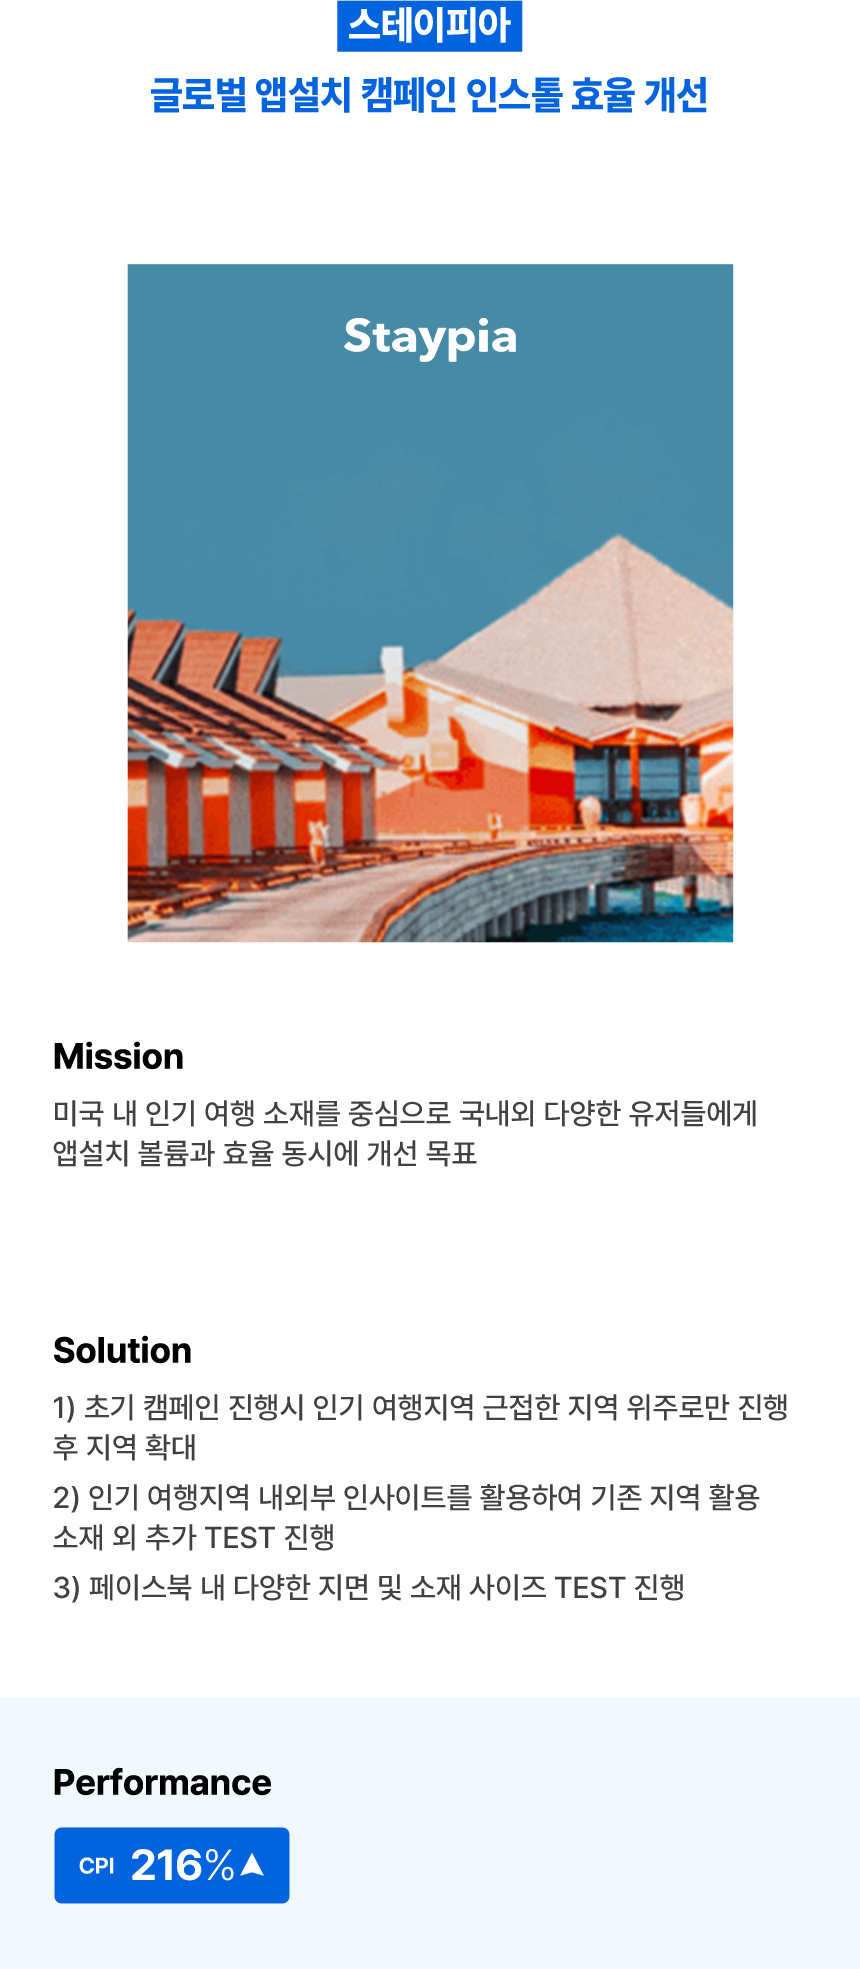 스테이피아
글로벌 앱설치 캠페인 인스톨 효율 개선
Staypia
Mission
미국 내 인기 여행 소재를 중심으로 국내외 다양한 유저들에게
앱설치 볼륨과 효율 동시에 개선 목표
Solution
1) 초기 캠페인 진행시 인기 여행지역 근접한 지역 위주로만 진행
후 지역 확대
2) 인기 여행지역 내외부 인사이트를 활용하여 기존 지역 활용
소재 외 추가 TEST 진행
3) 페이스북 내 다양한 지면 및 소재 사이즈 TEST 진행
Performance
CPI 216%▲